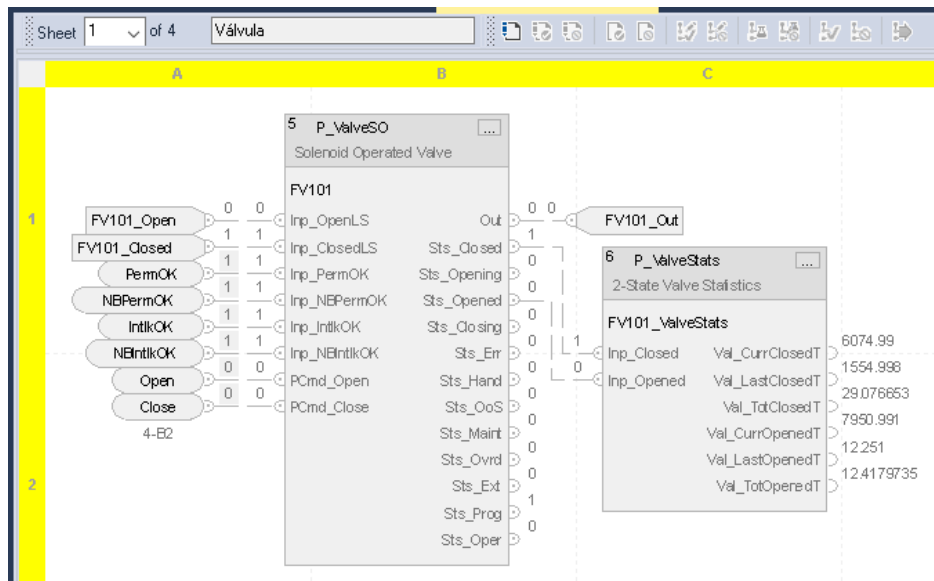 Sheet 1 of 4 Válvula
A B C
5 P_ValveSO ...
Solenoid Operated Valve
FV101
1
FV101_Open 0 0 Inp_OpenLS Out 0 0 FV101_Out
FV101_Closed 1 1 Inp_ClosedLS Sts_Closed 1
PermOK 1 1 Inp_PermOK Sts_Opening 0
NBPermOK 1 1 Inp_NBPermOK Sts_Opened 0
IntlkOK 1 1 Inp_IntlkOK Sts_Closing 0
NBIntlkOK 1 1 Inp_NBIntlkOK Sts_Err 0
Open 0 0 PCmd_Open Sts_Hand 0
Close 0 0 PCmd_Close Sts_OoS 0
4-B2
Sts_Maint 0
Sts_Ovrd 0
2
Sts_Ext 0
Sts_Prog 1
Sts_Oper 0
6 P_ValveStats ...
2-State Valve Statistics
FV101_ValveStats
1 Inp_Closed Val_CurrClosedT 6074.99
0 Inp_Opened Val_LastClosedT 1554.998
Val_TotClosedT 29.076653
Val_CurrOpenedT 7950.991
Val_LastOpenedT 12.251
Val_TotOpenedT 12.4179735